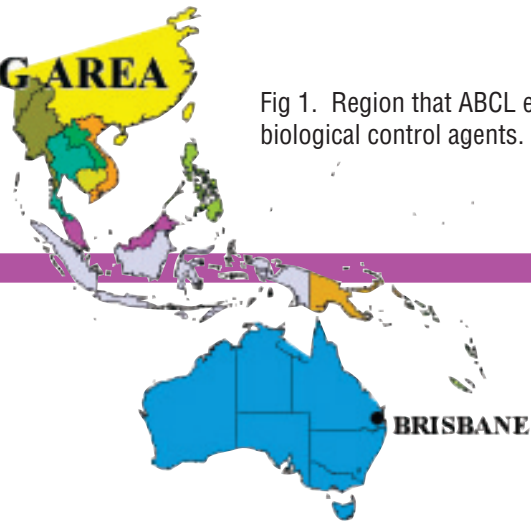 G AREA
Fig 1. Region that ABCL e
biological control agents.
BRISBANE